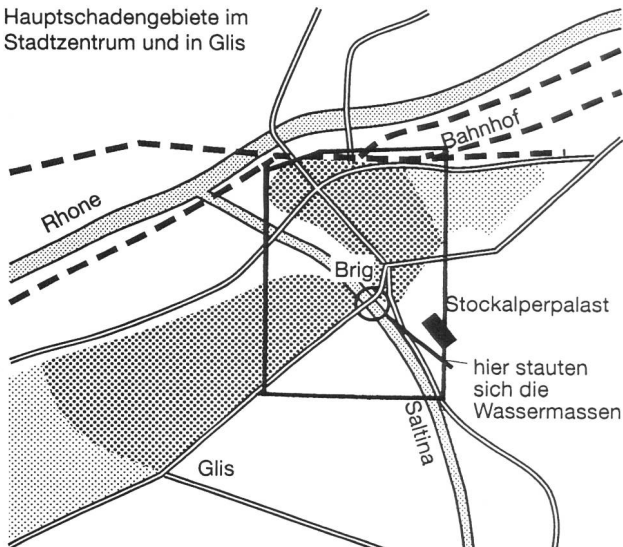 Hauptschadengebiete im
Stadtzentrum und in Glis
Bahnhof
Rhone
Brig
Stockalperpalast
hier stauten
sich die
Wassermassen
Saltina
Glis